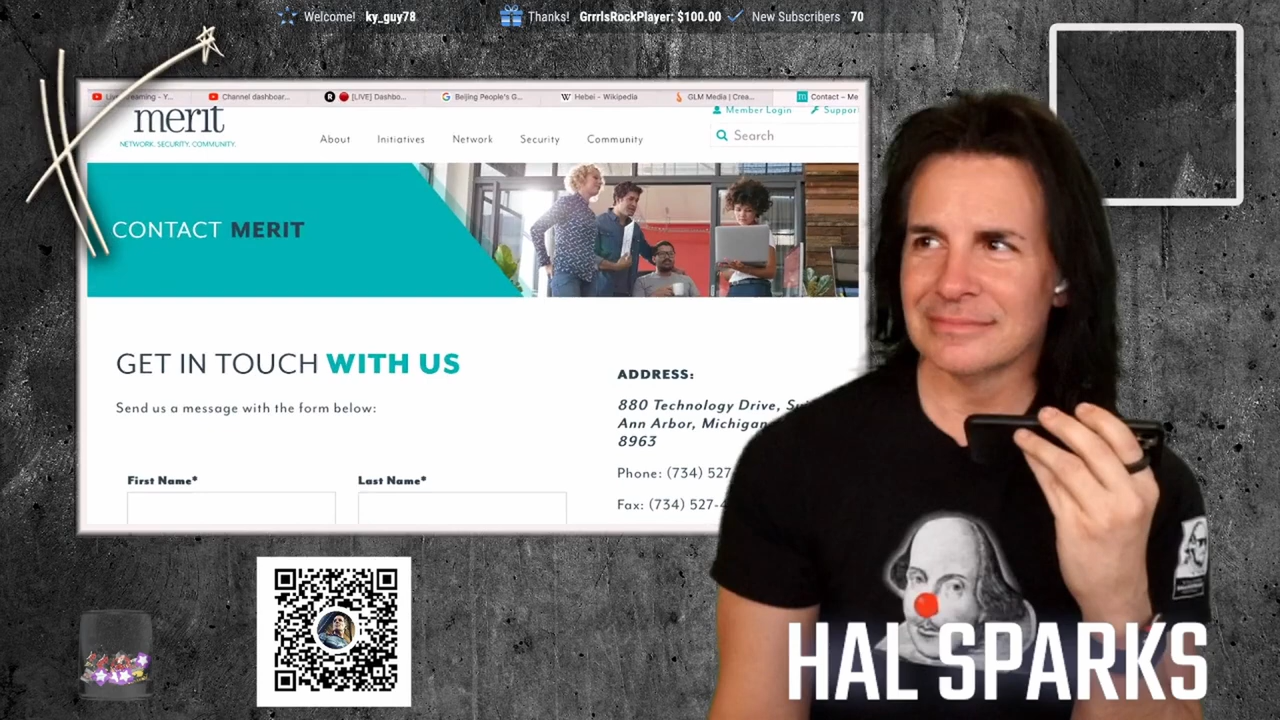 Welcome! ky_guy78
Thanks! GrrrlsRockPlayer: $100.00
New Subscribers 70
Channel dashboar...
[LIVE] Dashbo...
Beijing People's G...
Hebei - Wikipedia
GLM Media | Crea...
Contact – Me
merit
NETWORK. SECURITY. COMMUNITY.
Member Login
Suppor
About
Initiatives
Network
Security
Community
Search
CONTACT MERIT
GET IN TOUCH WITH US
Send us a message with the form below:
First Name*
Last Name*
ADDRESS:
880 Technology Drive,
Ann Arbor, Michigan
8963
Phone: (734) 527
Fax: (734) 527-4
HAL SPARKS